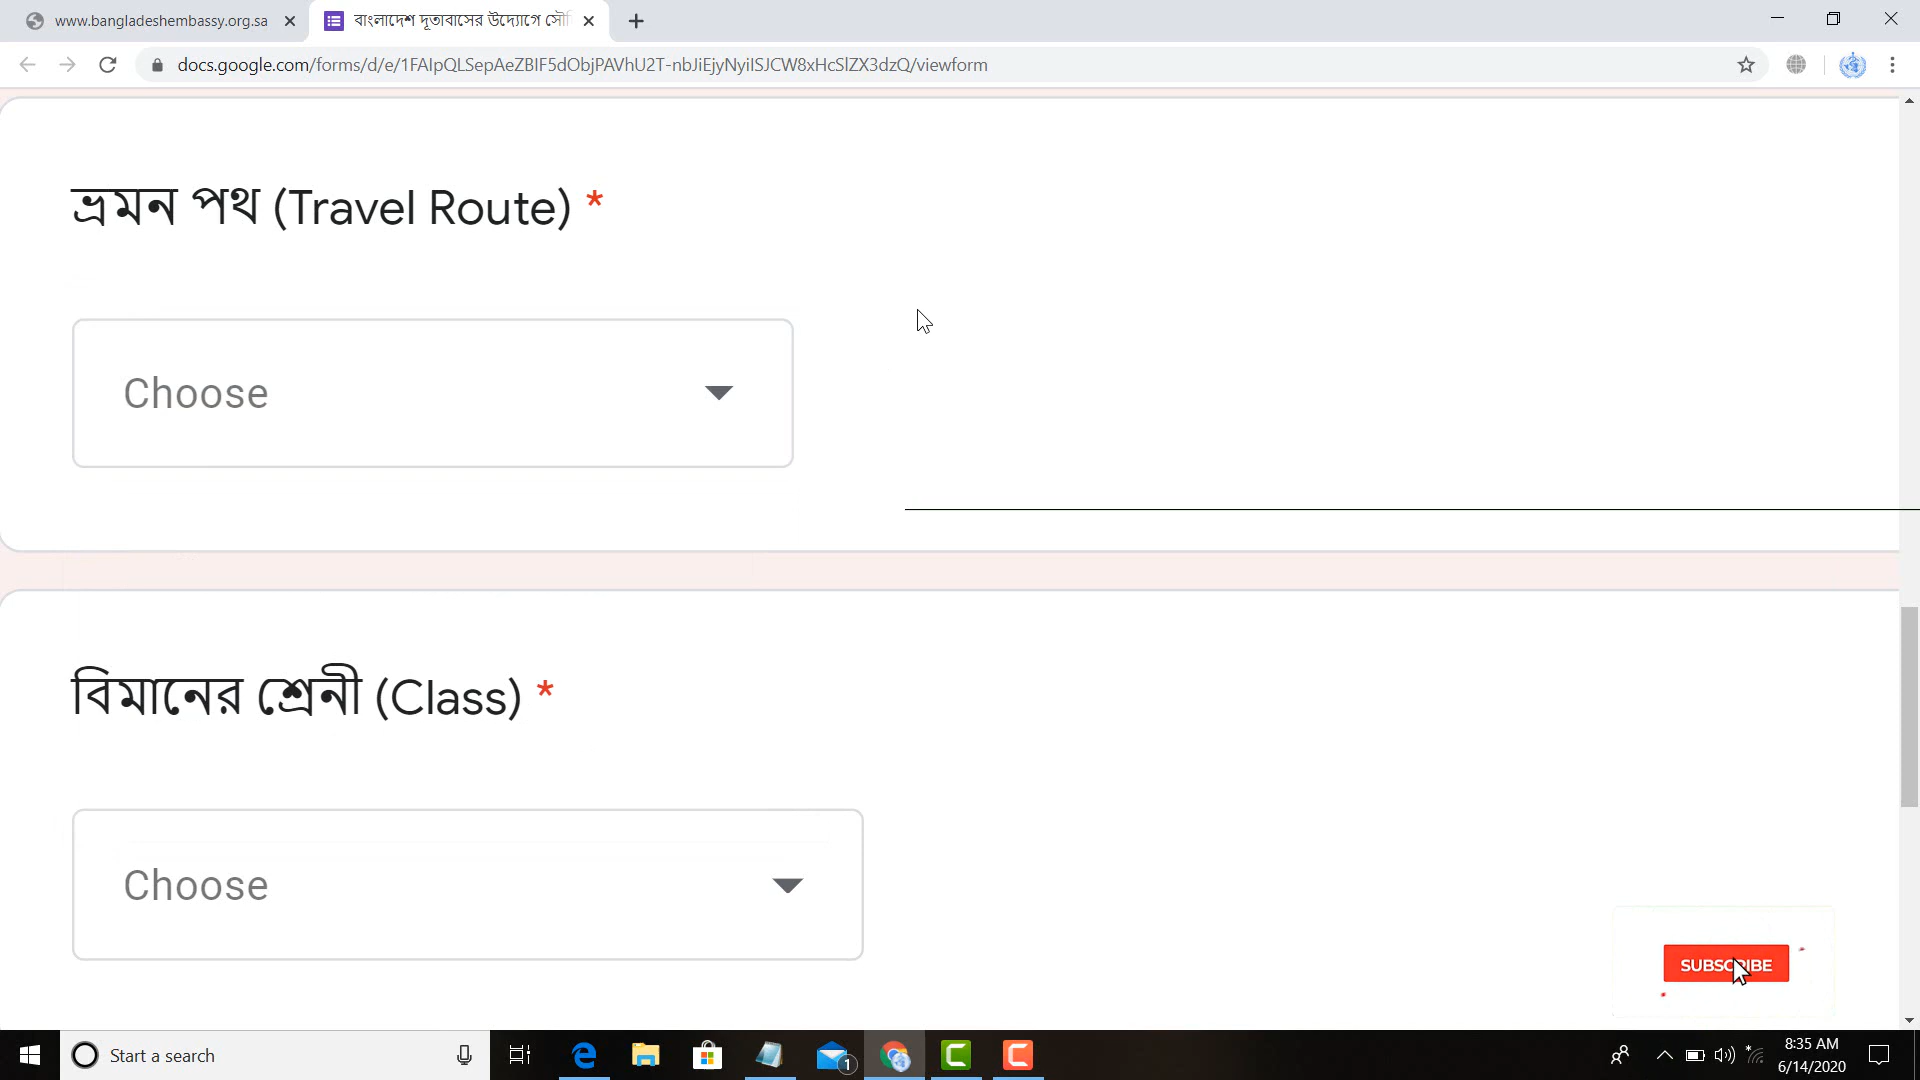 www.bangladeshembassy.org.sa
বাংলাদেশ দূতাবাসের উদ্যোগে সৌদি
docs.google.com/forms/d/e/1FAIpQLSepAeZBIF5dObjPAVhU2T-nbJiEjyNyiISJCW8xHcSlZX3dzQ/viewform
ভ্রমন পথ (Travel Route) *
Choose
বিমানের শ্রেনী (Class) *
Choose
SUBSCRIBE
Start a search
1
8:35 AM
6/14/2020